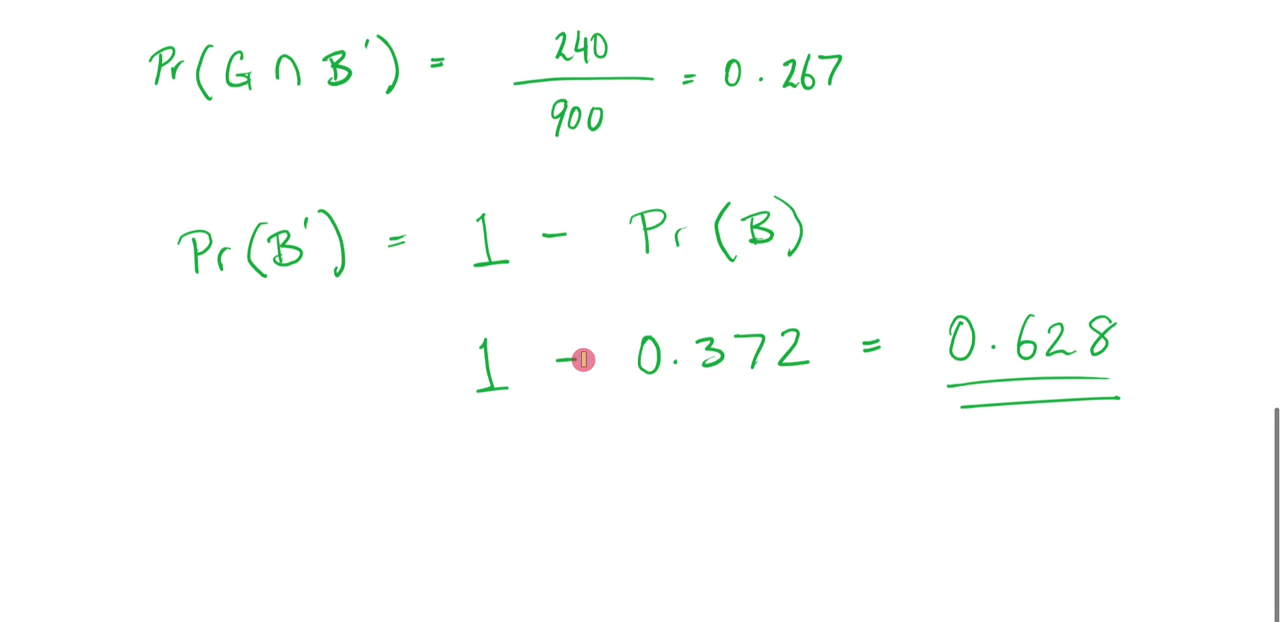 Pr(G ∩ B') = 240/900 = 0.267
Pr(B') = 1 - Pr(B)
1 - 0.372 = 0.628